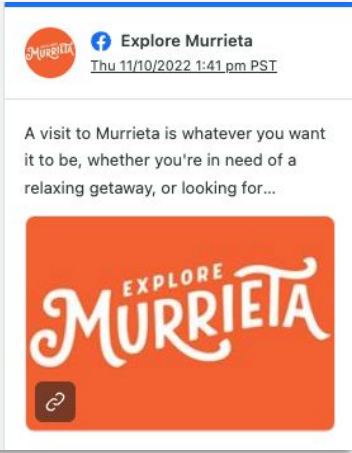 MURRIETA
Explore Murrieta
Thu 11/10/2022 1:41 pm PST
A visit to Murrieta is whatever you want
it to be, whether you're in need of a
relaxing getaway, or looking for...
EXPLORE
MURRIETA